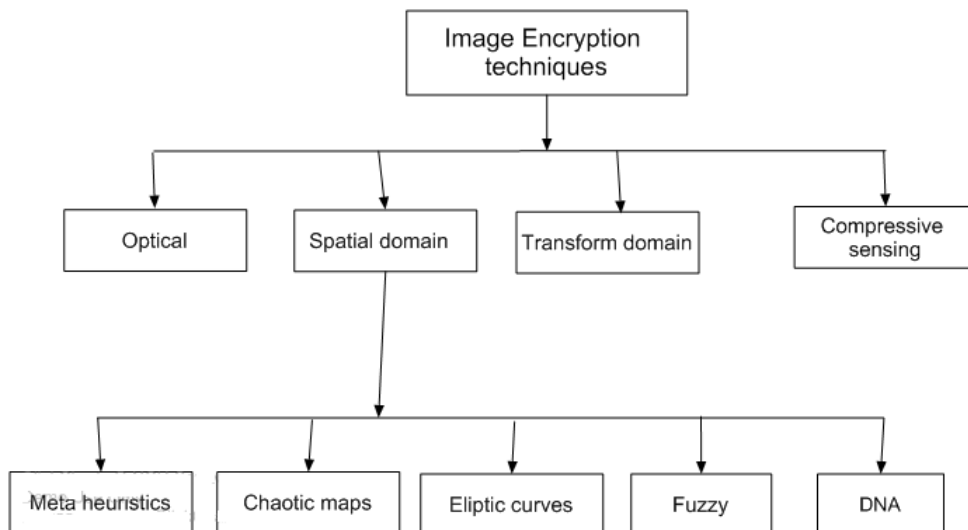 Image Encryption
techniques
Optical
Spatial domain
Transform domain
Compressive
sensing
Meta heuristics
Chaotic maps
Eliptic curves
Fuzzy
DNA